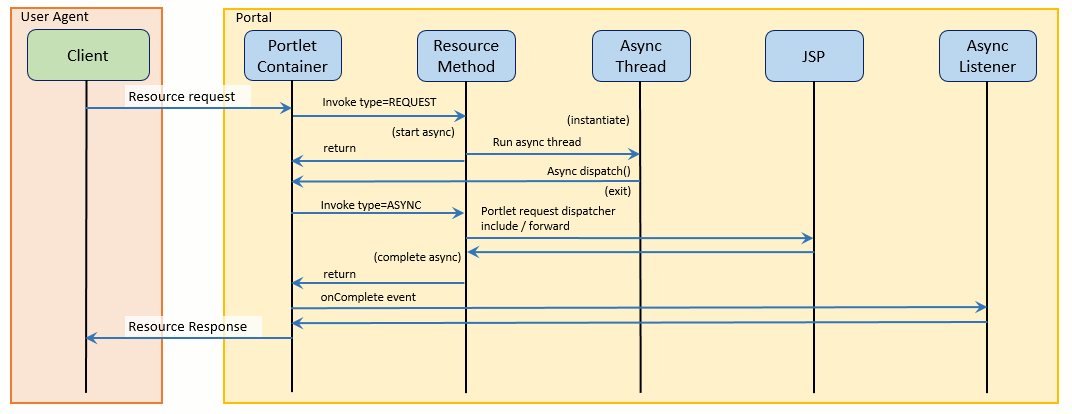 User Agent
Portal
Client
Portlet
Container
Resource
Method
Async
Thread
JSP
Async
Listener
Resource request
Invoke type=REQUEST
(instantiate)
(start async)
Run async thread
return
Async dispatch()
(exit)
Invoke type=ASYNC
Portlet request dispatcher
include / forward
(complete async)
return
onComplete event
Resource Response